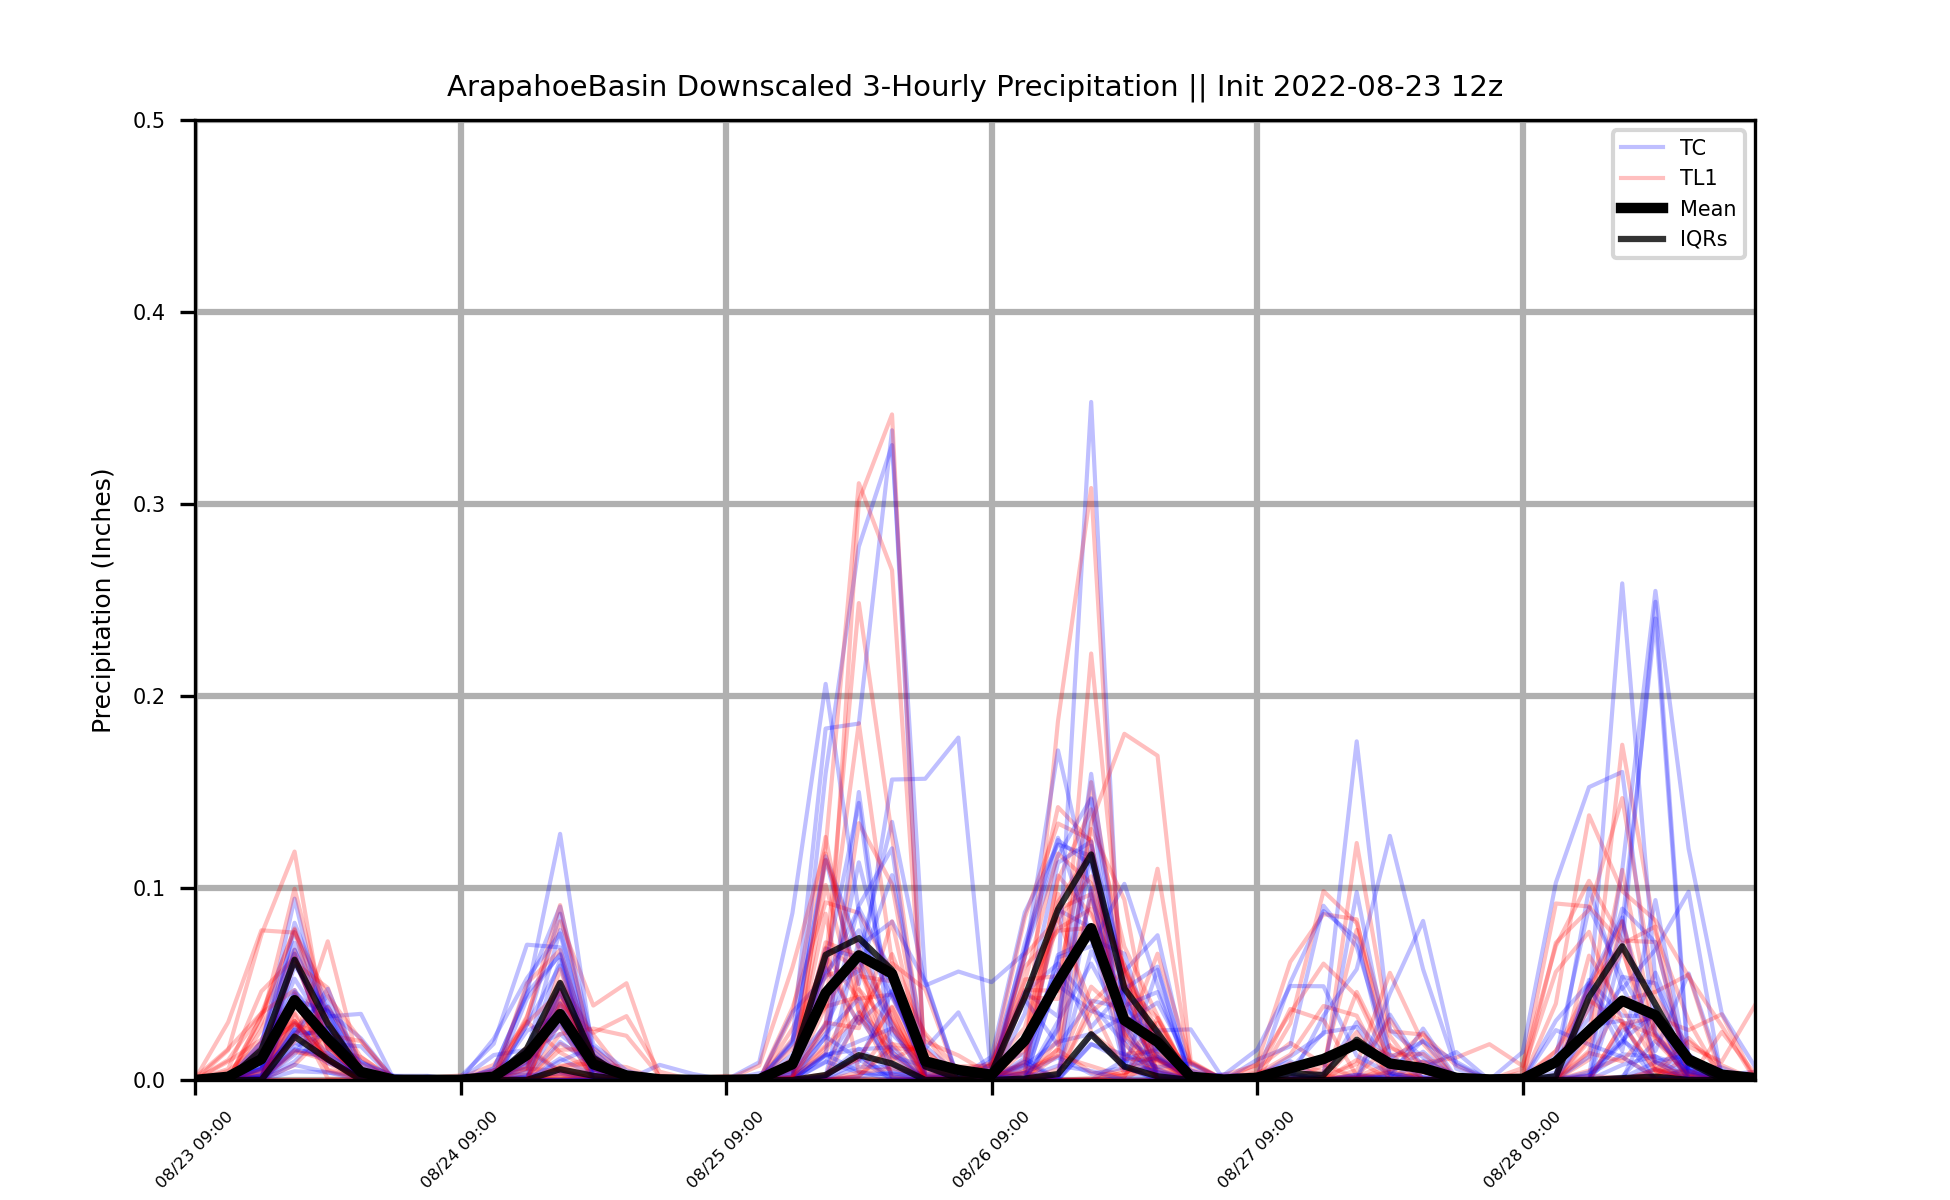 ArapahoeBasin Downscaled 3-Hourly Precipitation || Init 2022-08-23 12z
TC
TL1
Mean
IQRs
Precipitation (Inches)
0.5
0.4
0.3
0.2
0.1
0.0
08/23 09:00
08/24 09:00
08/25 09:00
08/26 09:00
08/27 09:00
08/28 09:00